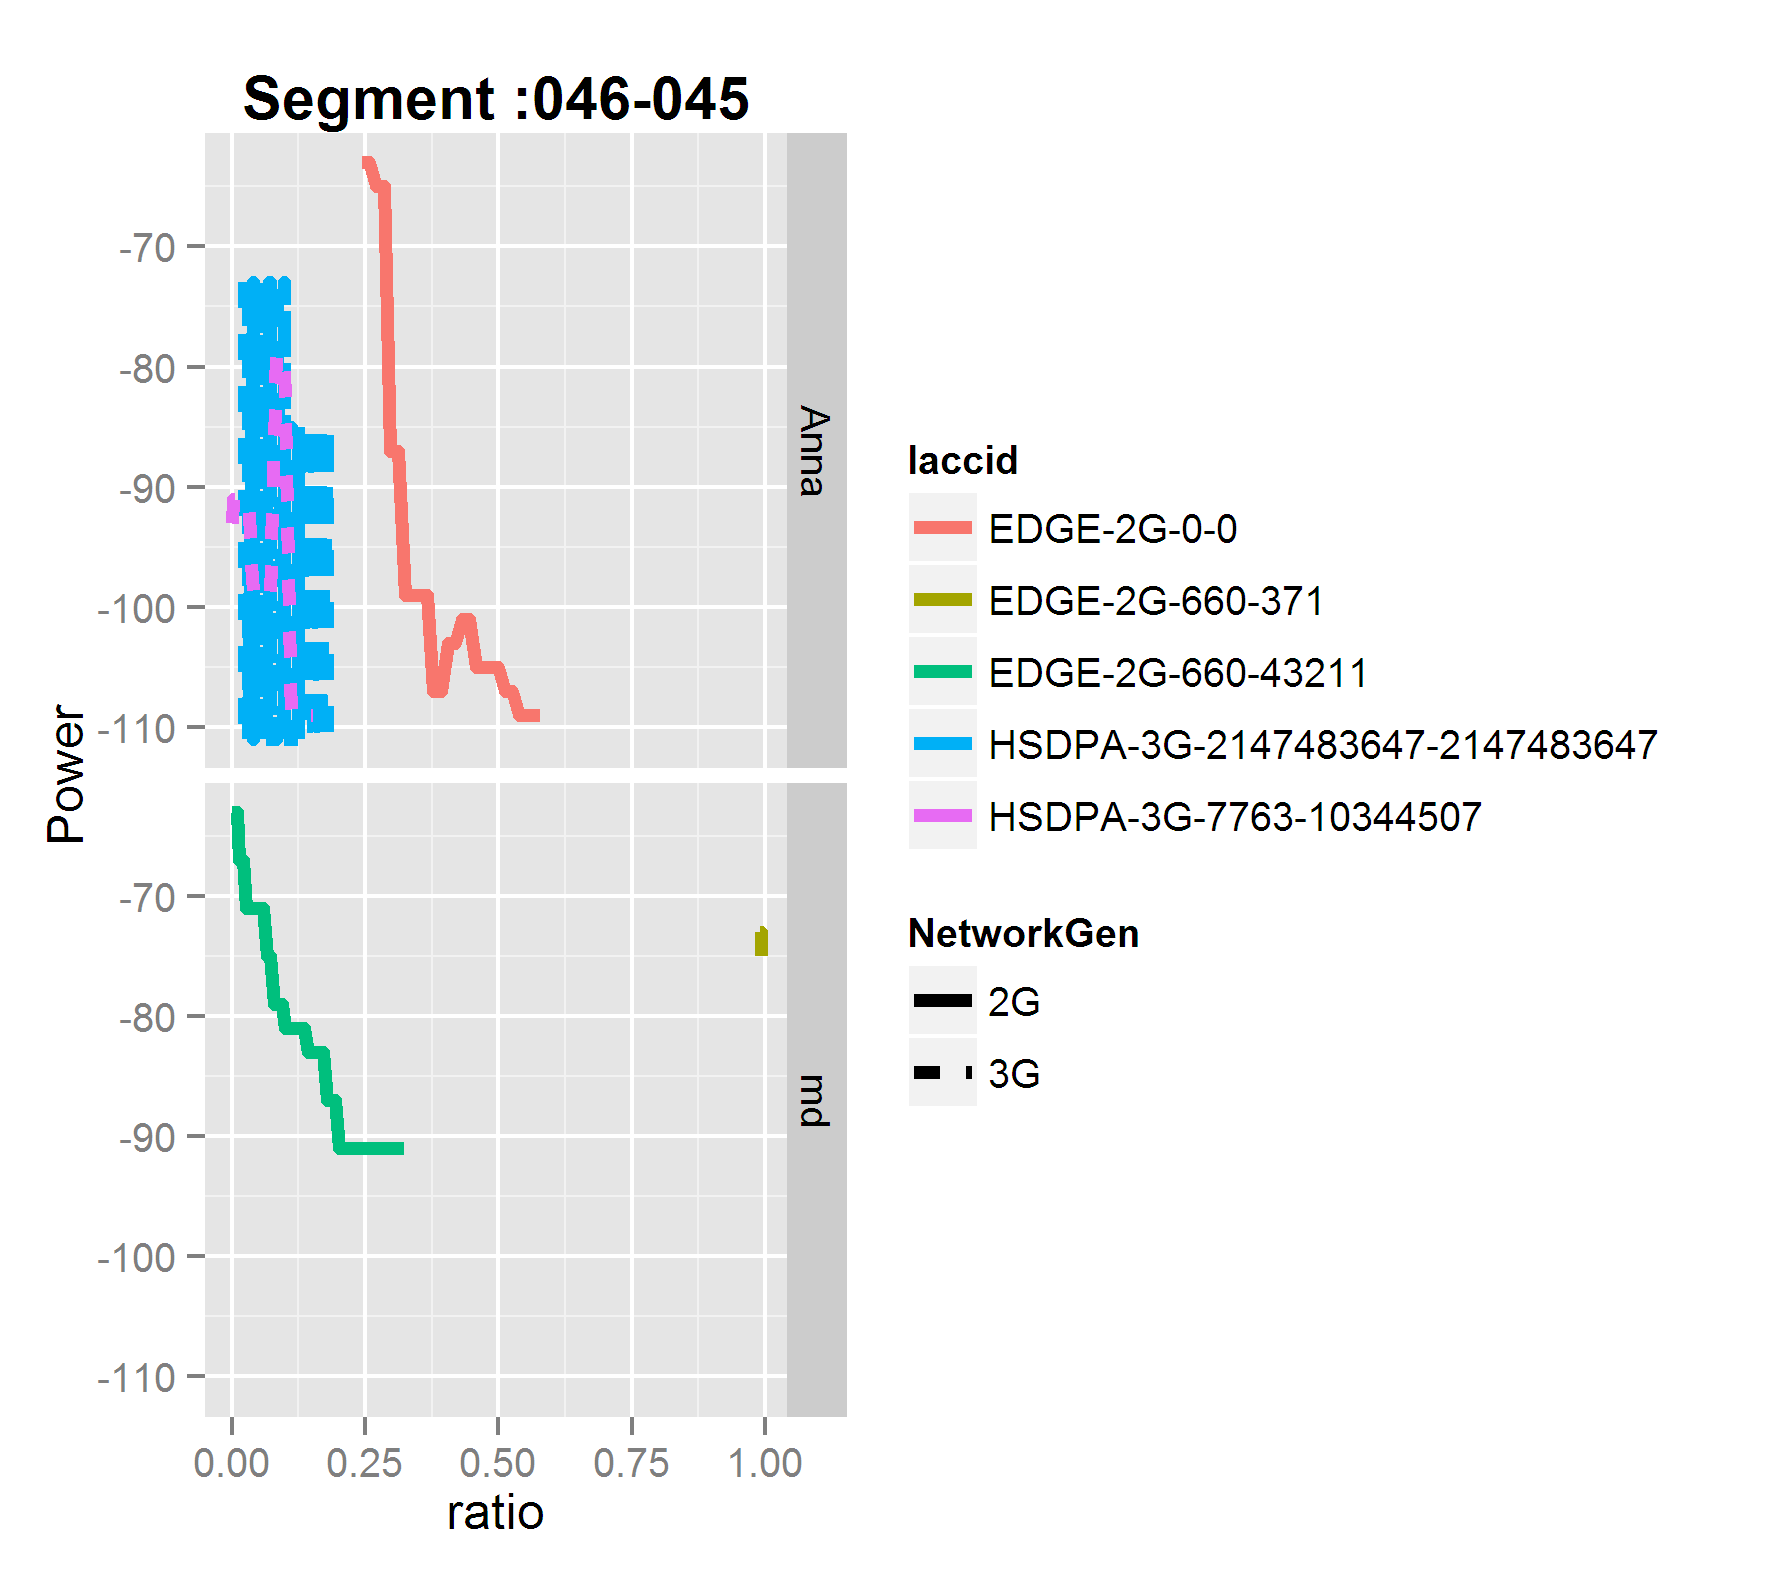 Segment :046-045
-70
-80
-90
-100
-110
Anna
-70
-80
-90
-100
-110
md
Power
0.00 0.25 0.50 0.75 1.00
ratio
laccid
EDGE-2G-0-0
EDGE-2G-660-371
EDGE-2G-660-43211
HSDPA-3G-2147483647-2147483647
HSDPA-3G-7763-10344507
NetworkGen
2G
3G